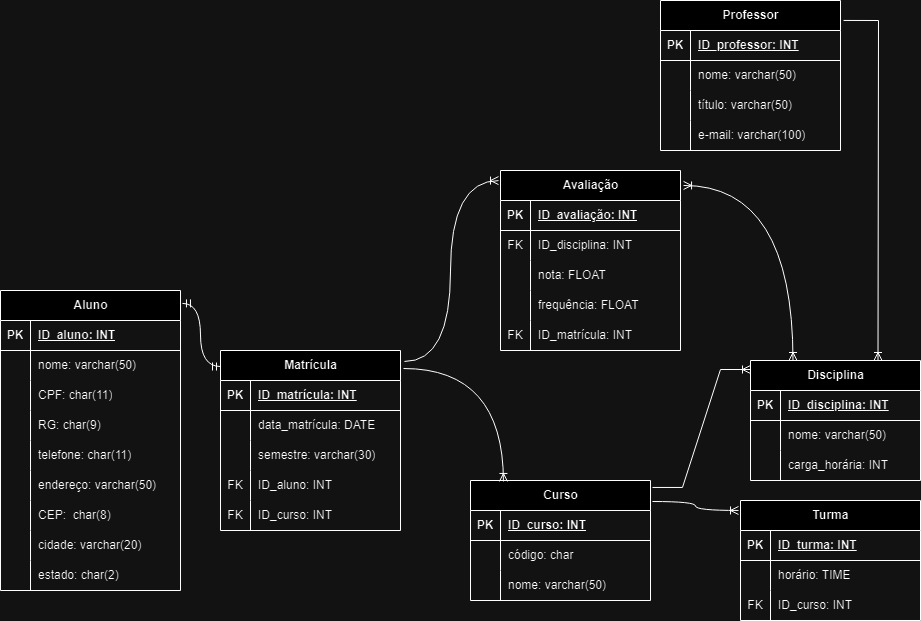 Professor
PK ID_professor: INT
nome: varchar(50)
título: varchar(50)
e-mail: varchar(100)
Avaliação
PK ID_avaliação: INT
FK ID_disciplina: INT
nota: FLOAT
frequência: FLOAT
FK ID_matrícula: INT
Aluno
PK ID_aluno: INT
nome: varchar(50)
CPF: char(11)
RG: char(9)
telefone: char(11)
endereço: varchar(50)
CEP: char(8)
cidade: varchar(20)
estado: char(2)
Matrícula
PK ID_matrícula: INT
data_matrícula: DATE
semestre: varchar(30)
FK ID_aluno: INT
FK ID_curso: INT
Disciplina
PK ID_disciplina: INT
nome: varchar(50)
carga_horária: INT
Curso
PK ID_curso: INT
código: char
nome: varchar(50)
Turma
PK ID_turma: INT
horário: TIME
FK ID_curso: INT